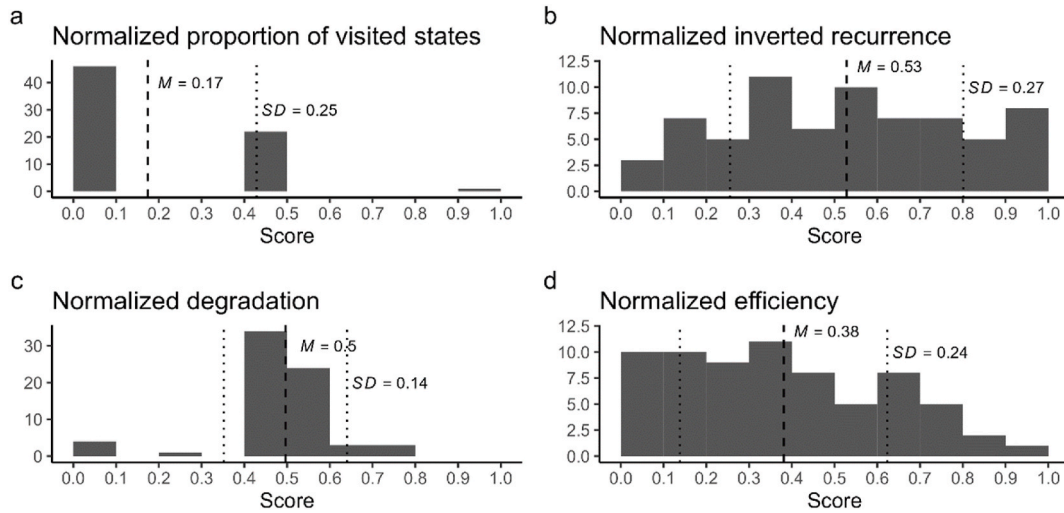 a
Normalized proportion of visited states
40
20
0
M = 0.17
SD = 0.25
0.0 0.1 0.2 0.3 0.4 0.5 0.6 0.7 0.8 0.9 1.0
Score
b
Normalized inverted recurrence
12.5
10.0
7.5
5.0
2.5
0.0
M = 0.53
SD = 0.27
0.0 0.1 0.2 0.3 0.4 0.5 0.6 0.7 0.8 0.9 1.0
Score
c
Normalized degradation
30
20
10
0
M = 0.5
SD = 0.14
0.0 0.1 0.2 0.3 0.4 0.5 0.6 0.7 0.8 0.9 1.0
Score
d
Normalized efficiency
12.5
10.0
7.5
5.0
2.5
0.0
M = 0.38
SD = 0.24
0.0 0.1 0.2 0.3 0.4 0.5 0.6 0.7 0.8 0.9 1.0
Score